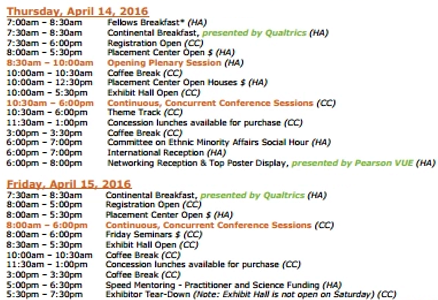 Thursday, April 14, 2016
7:00am – 8:30am Fellows Breakfast* (HA)
7:30am – 8:30am Continental Breakfast, presented by Qualtrics (HA)
7:30am – 6:00pm Registration Open (CC)
8:00am – 5:30pm Placement Center Open $ (HA)
8:30am – 10:00am Opening Plenary Session (HA)
10:00am – 10:30am Coffee Break (CC)
10:00am – 12:30pm Placement Center Open Houses $ (HA)
10:00am – 5:30pm Exhibit Hall Open (CC)
10:30am – 6:00pm Continuous, Concurrent Conference Sessions (CC)
10:30am – 6:00pm Theme Track (CC)
11:30am – 1:00pm Concession lunches available for purchase (CC)
3:00pm – 3:30pm Coffee Break (CC)
6:00pm – 7:00pm Committee on Ethnic Minority Affairs Social Hour (HA)
6:00pm – 7:00pm International Reception (HA)
6:00pm – 8:00pm Networking Reception & Top Poster Display, presented by Pearson VUE (HA)
Friday, April 15, 2016
7:30am – 8:30am Continental Breakfast, presented by Qualtrics (HA)
8:00am – 5:00pm Registration Open (CC)
8:00am – 5:30pm Placement Center Open $ (HA)
8:00am – 6:00pm Continuous, Concurrent Conference Sessions (CC)
8:00am – 6:00pm Friday Seminars $ (CC)
8:30am – 5:30pm Exhibit Hall Open (CC)
10:00am – 10:30am Coffee Break (CC)
11:30am – 1:00pm Concession lunches available for purchase (CC)
3:00pm – 3:30pm Coffee Break (CC)
5:00pm – 6:30pm Speed Mentoring - Practitioner and Science Funding (HA)
5:30pm – 7:30pm Exhibitor Tear-Down (Note: Exhibit Hall is not open on Saturday) (CC)